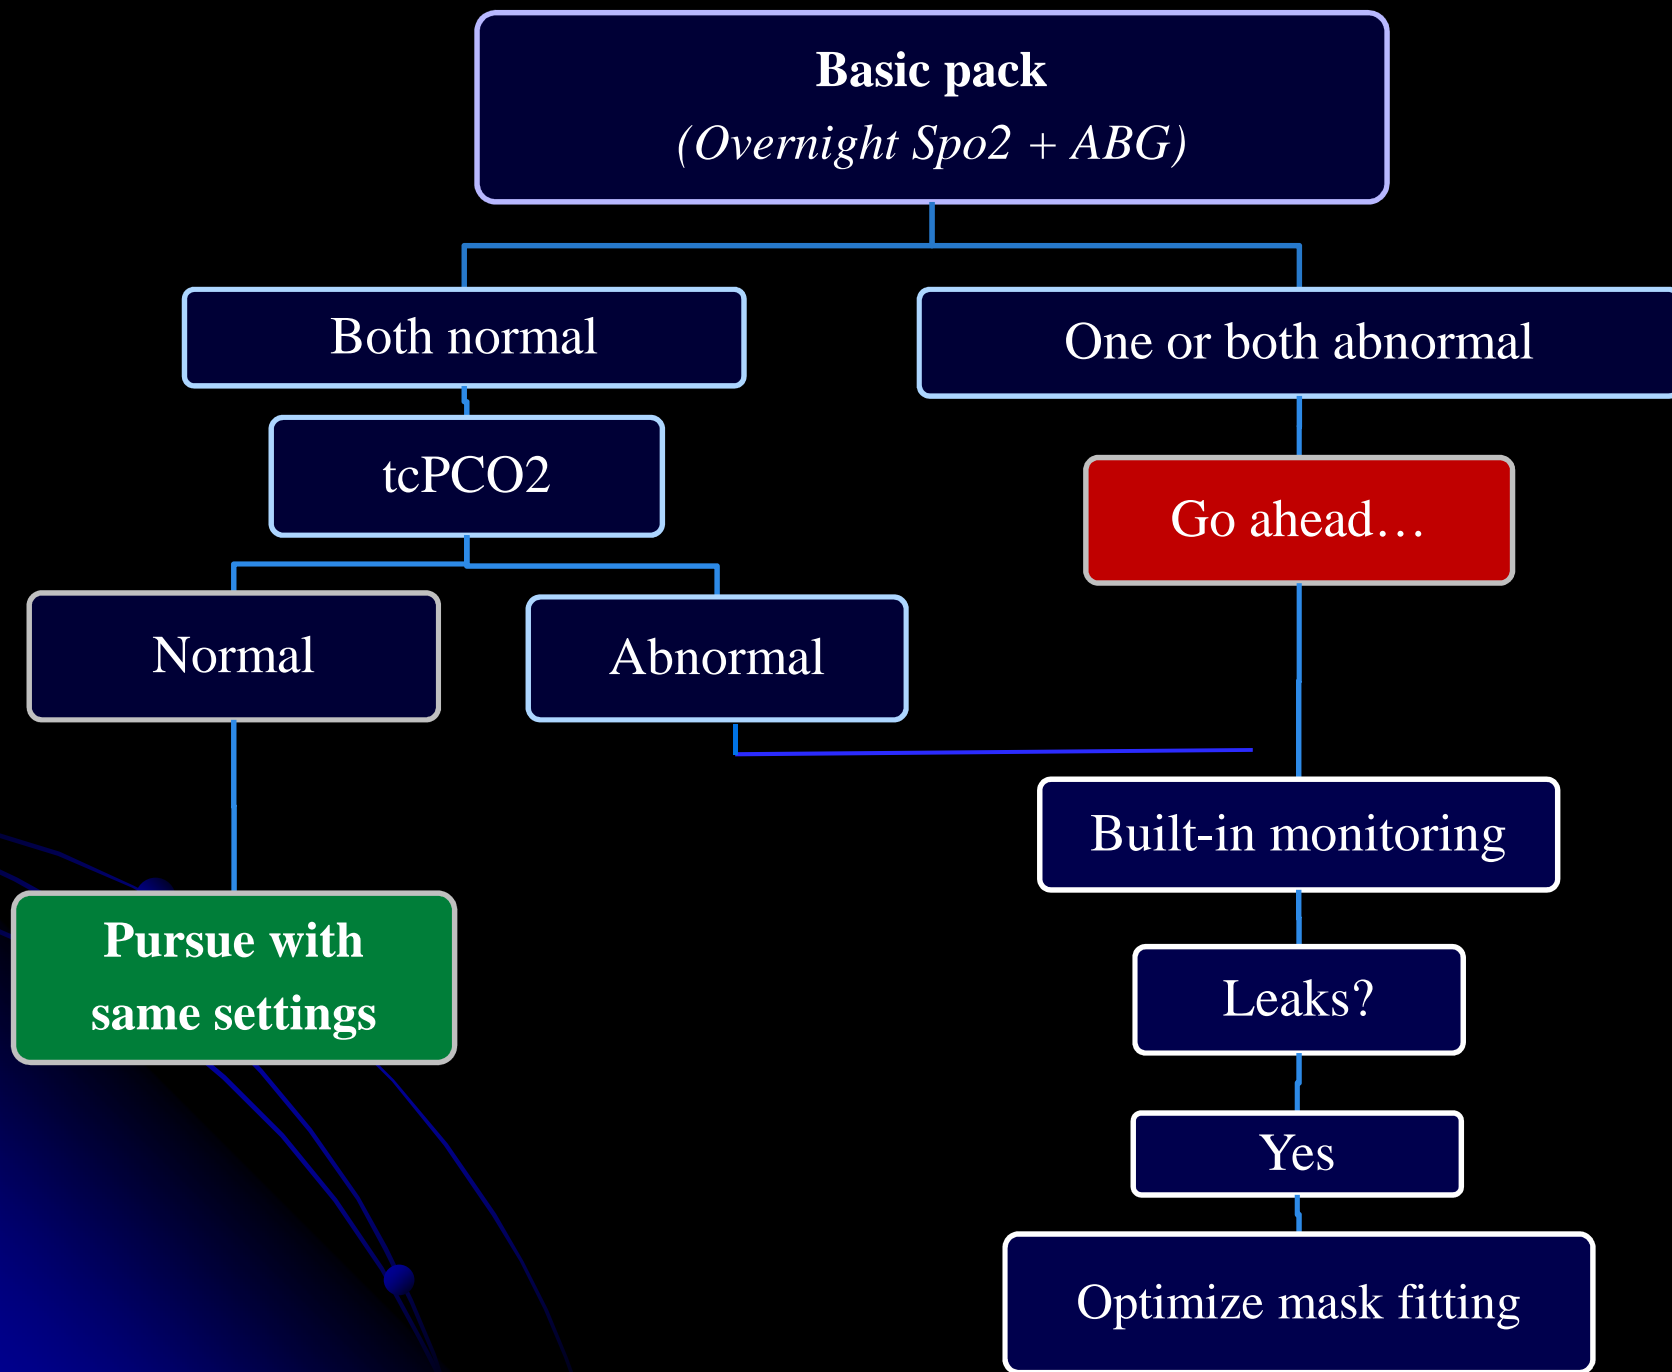 Basic pack
(Overnight Spo2 + ABG)
Both normal
One or both abnormal
tcPCO2
Go ahead…
Normal
Abnormal
Built-in monitoring
Pursue with
same settings
Leaks?
Yes
Optimize mask fitting